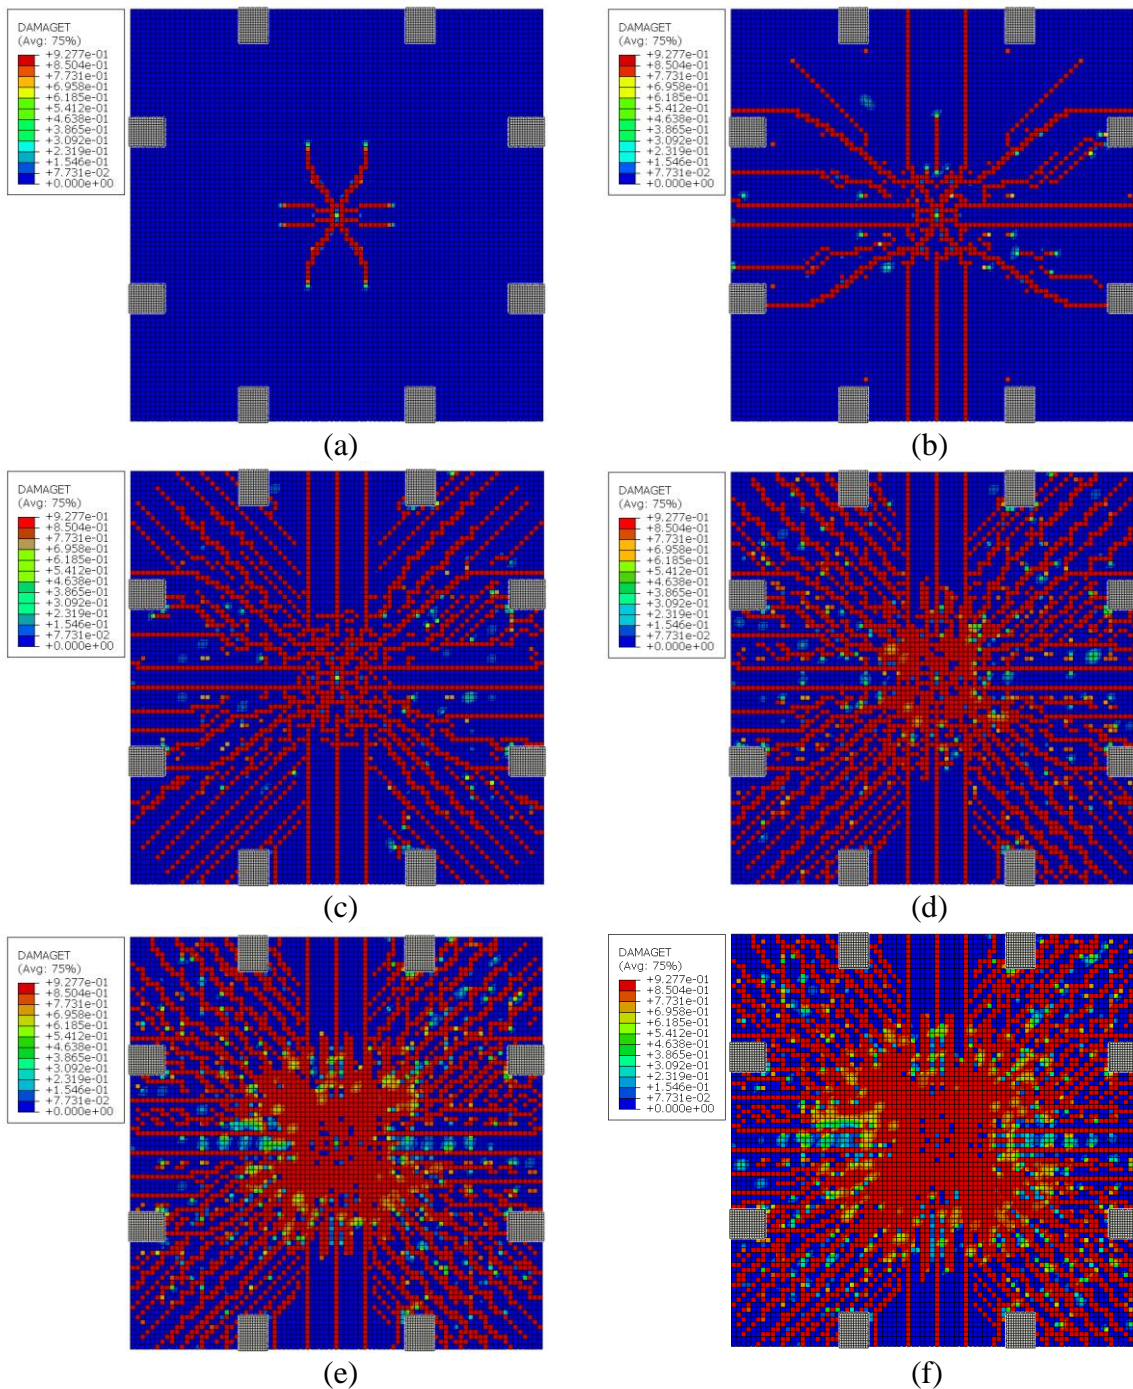 DAMAGET
(Avg: 75%)
+9.277e-01
+8.504e-01
+7.731e-01
+6.958e-01
+6.185e-01
+5.412e-01
+4.638e-01
+3.865e-01
+3.092e-01
+2.319e-01
+1.546e-01
+7.731e-02
+0.000e+00
(a)
DAMAGET
(Avg: 75%)
+9.277e-01
+8.504e-01
+7.731e-01
+6.958e-01
+6.185e-01
+5.412e-01
+4.638e-01
+3.865e-01
+3.092e-01
+2.319e-01
+1.546e-01
+7.731e-02
+0.000e+00
(b)
DAMAGET
(Avg: 75%)
+9.277e-01
+8.504e-01
+7.731e-01
+6.958e-01
+6.185e-01
+5.412e-01
+4.638e-01
+3.865e-01
+3.092e-01
+2.319e-01
+1.546e-01
+7.731e-02
+0.000e+00
(c)
DAMAGET
(Avg: 75%)
+9.277e-01
+8.504e-01
+7.731e-01
+6.958e-01
+6.185e-01
+5.412e-01
+4.638e-01
+3.865e-01
+3.092e-01
+2.319e-01
+1.546e-01
+7.731e-02
+0.000e+00
(d)
DAMAGET
(Avg: 75%)
+9.277e-01
+8.504e-01
+7.731e-01
+6.958e-01
+6.185e-01
+5.412e-01
+4.638e-01
+3.865e-01
+3.092e-01
+2.319e-01
+1.546e-01
+7.731e-02
+0.000e+00
(e)
DAMAGET
(Avg: 75%)
+9.277e-01
+8.504e-01
+7.731e-01
+6.958e-01
+6.185e-01
+5.412e-01
+4.638e-01
+3.865e-01
+3.092e-01
+2.319e-01
+1.546e-01
+7.731e-02
+0.000e+00
(f)